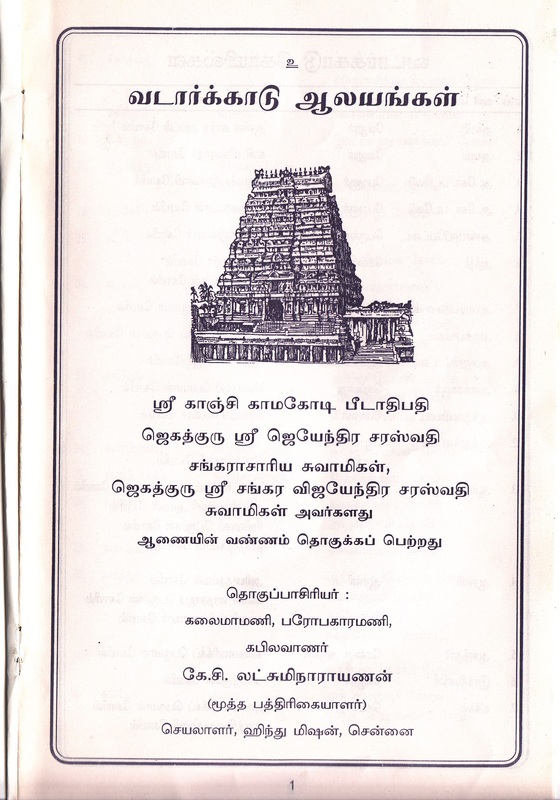 உ
வடார்க்காடு ஆலயங்கள்
ஸ்ரீ காஞ்சி காமகோடி பீடாதிபதி
ஜெகத்குரு ஸ்ரீ ஜெயேந்திர சரஸ்வதி
சங்கராசாரிய சுவாமிகள்,
ஜெகத்குரு ஸ்ரீ சங்கர விஜயேந்திர சரஸ்வதி
சுவாமிகள் அவர்களது
ஆணையின் வண்ணம் தொகுக்கப் பெற்றது
தொகுப்பாசிரியர் :
கலைமாமணி, பரோபகாரமணி,
கபிலவாணர்
கே.சி. லட்சுமிநாராயணன்
(மூத்த பத்திரிகையாளர்)
செயலாளர், ஹிந்து மிஷன், சென்னை
1